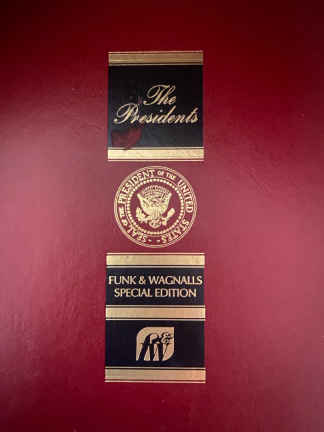 The
Presidents
SEAL OF THE PRESIDENT OF THE UNITED STATES
FUNK & WAGNALLS
SPECIAL EDITION
F&W